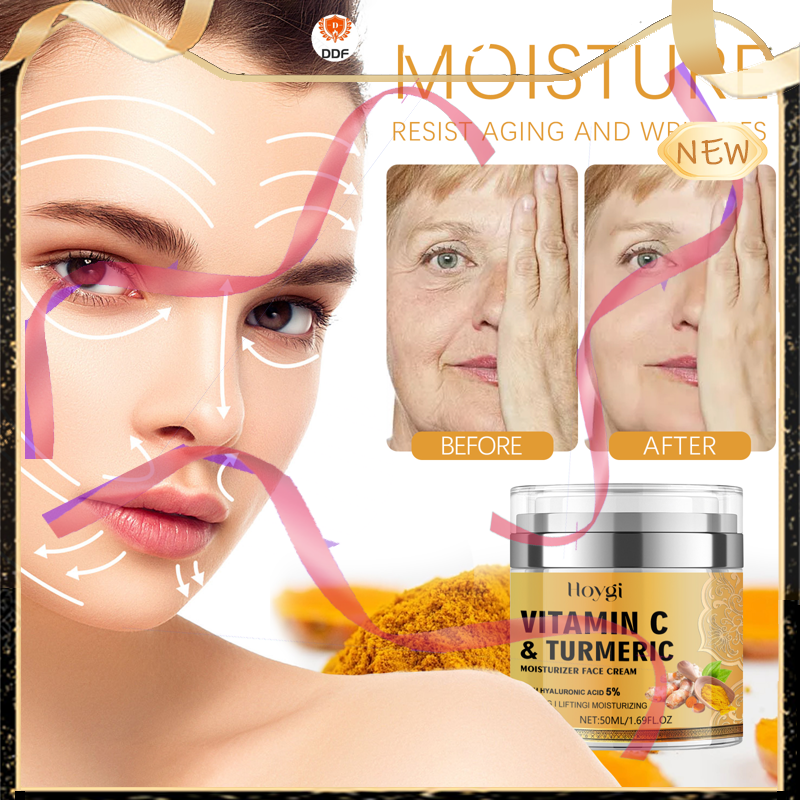 D
DDF
MOISTURE
RESIST AGING AND
NEW
BEFORE
AFTER
Hoygi
VITAMIN C
& TURMERIC
MOISTURIZER FACE CREAM
HYALURONIC ACID 5%
LIFTINGI MOISTURIZING
NET:50ML/1.69FL.OZ